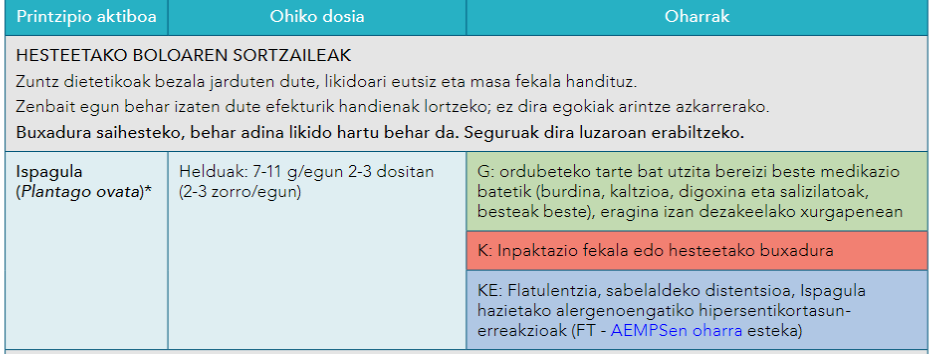 Printzipio aktiboa
Ohiko dosia
Oharrak
HESTEETAKO BOLOAREN SORTZAILEAK
Zuntz dietetikoak bezala jarduten dute, likidoari eutsiz eta masa fekala handituz.
Zenbait egun behar izaten dute efekturik handienak lortzeko; ez dira egokiak arintze azkarrerako.
Buxadura saihesteko, behar adina likido hartu behar da. Seguruak dira luzaroan erabiltzeko.
Ispagula
(Plantago ovata)*
Helduak: 7-11 g/egun 2-3 dositan
(2-3 zorro/egun)
G: ordubeteko tarte bat utzita bereizi beste medikazio
batetik (burdina, kaltzioa, digoxina eta salizilatoak,
besteak beste), eragina izan dezakeelako xurgapenean
K: Inpaktazio fekala edo hesteetako buxadura
KE: Flatulentzia, sabelaldeko distentsioa, Ispagula
hazietako alergenoengatiko hipersentikortasun-
erreakzioak (FT - AEMPSen oharra esteka)